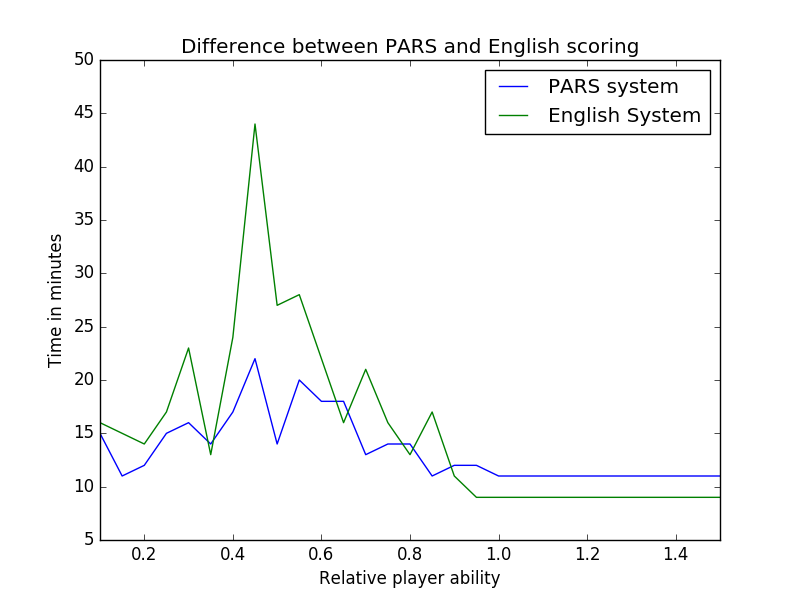 Difference between PARS and English scoring
PARS system
English System
50
45
40
35
30
25
20
15
10
5
Time in minutes
0.2 0.4 0.6 0.8 1.0 1.2 1.4
Relative player ability